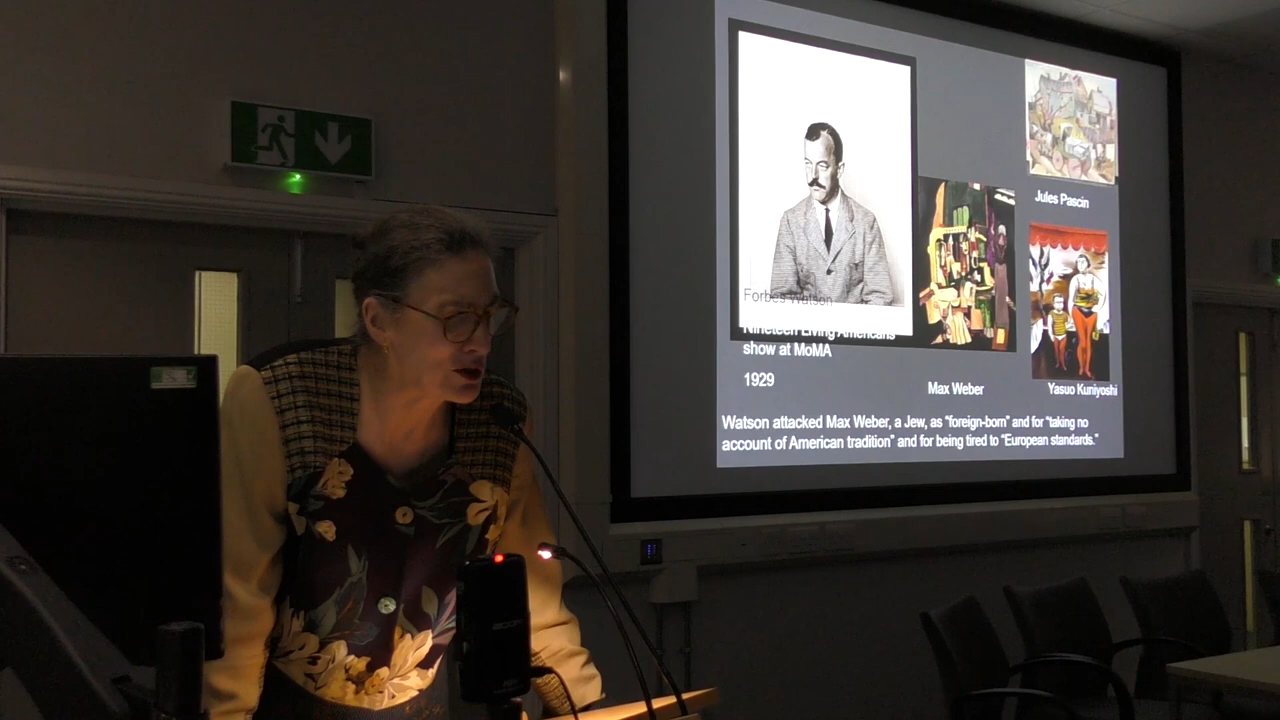 Forbes Watson
Nineteen Living Americans
show at MoMA
1929
Jules Pascin
Max Weber
Yasuo Kuniyoshi
Watson attacked Max Weber, a Jew, as “foreign-born” and for “taking no
account of American tradition” and for being tired to “European standards.”
ZOOM